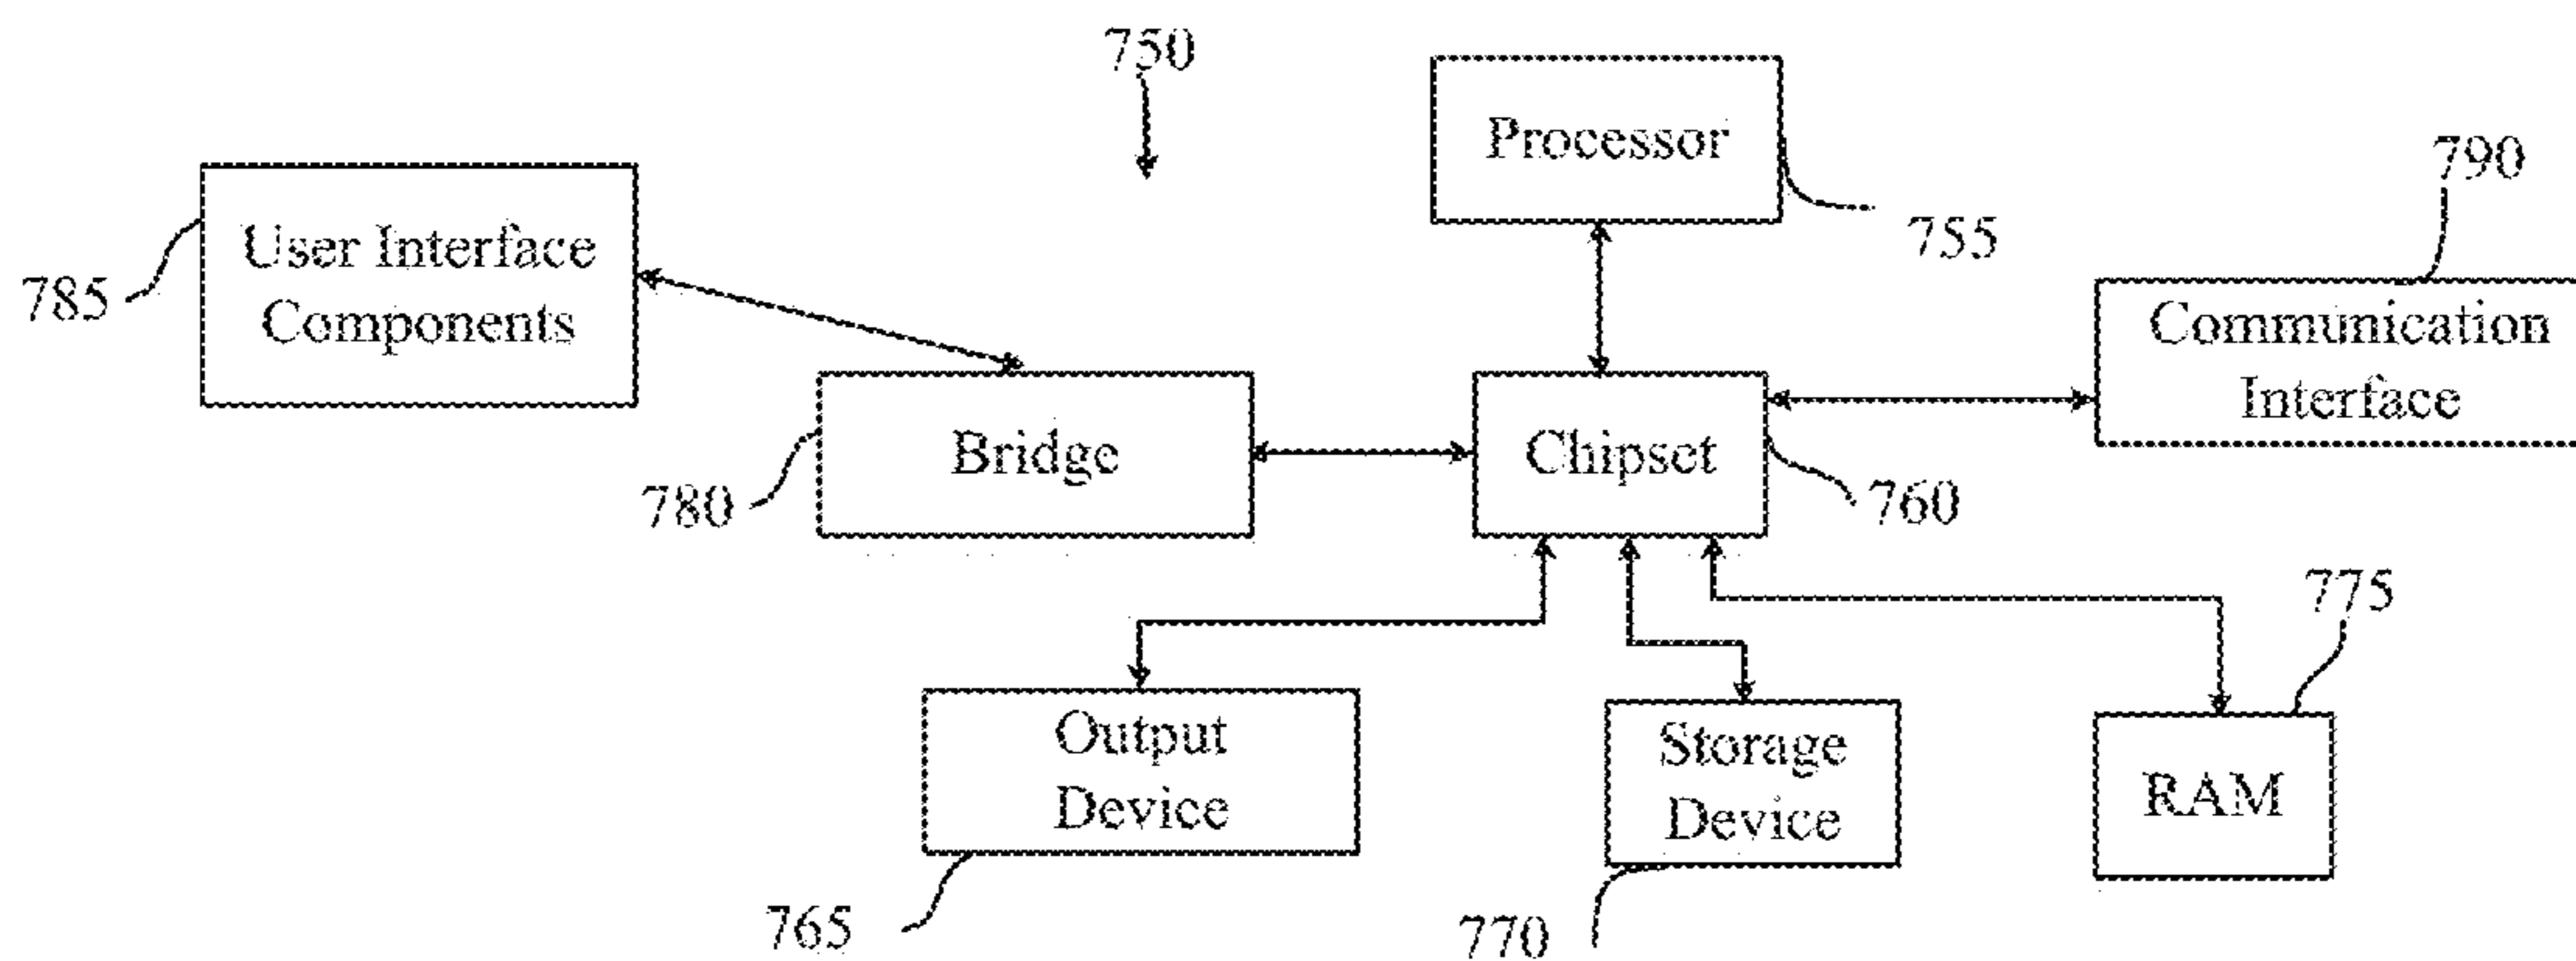 750
Processor
790
755
User Interface
Components
785
Communication
Interface
Bridge
Chipset
780
760
775
Output
Device
Storage
Device
RAM
765
770